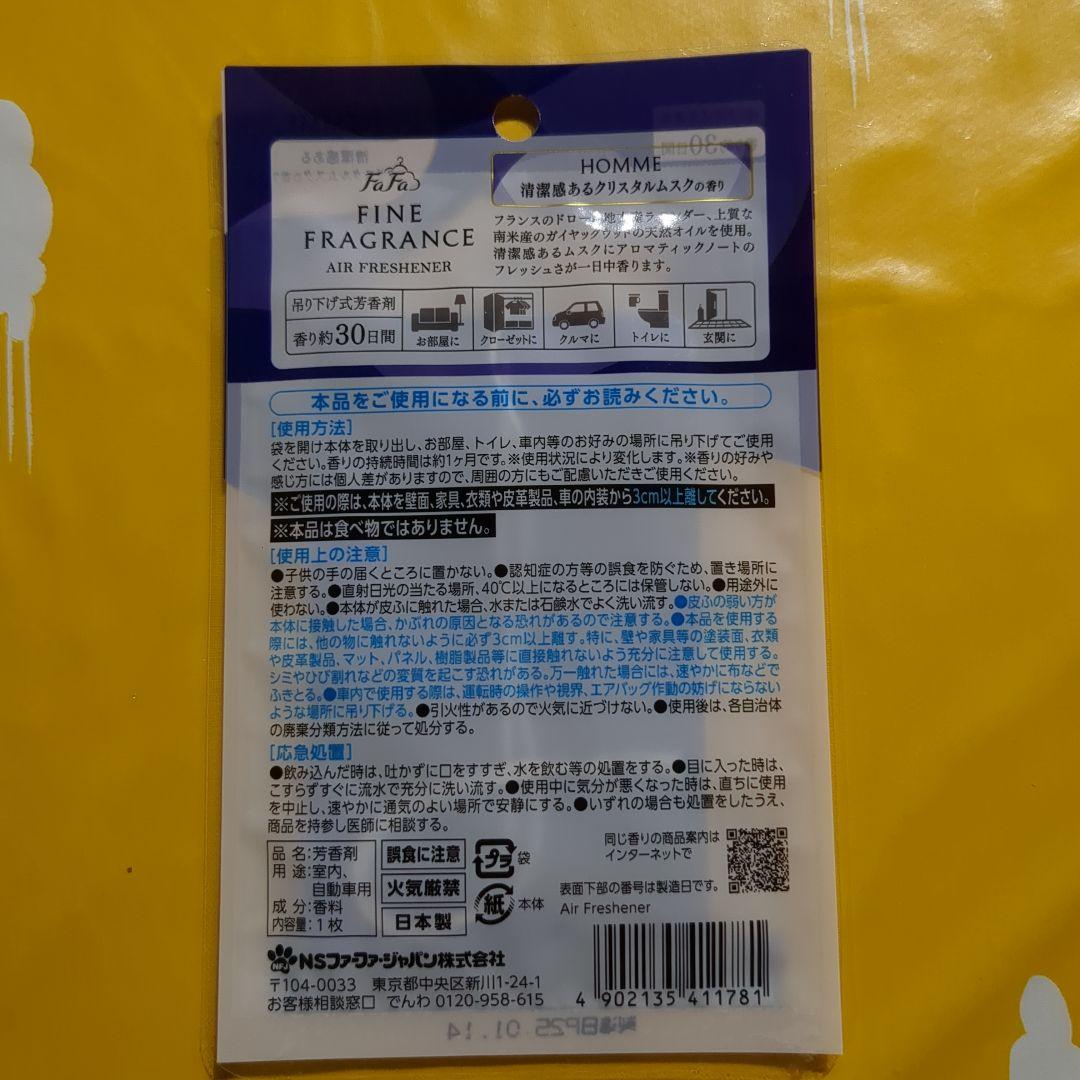 FaFa
FINE
FRAGRANCE
AIR FRESHENER
HOMME
清潔感あるクリスタルムスクの香り
フランスのドローム地方産ラベンダー、上質な
南米産のガイヤックウッドの天然オイルを使用。
清潔感あるムスクにアロマティックノートの
フレッシュさが一日中香ります。
吊り下げ式芳香剤
香り約30日間
お部屋に
クローゼットに
クルマに
トイレに
玄関に
本品をご使用になる前に、必ずお読みください。
[使用方法]
袋を開け本体を取り出し、お部屋、トイレ、車内等のお好みの場所に吊り下げてご使用
ください。香りの持続時間は約1ヶ月です。※使用状況により変化します。※香りの好みや
感じ方には個人差がありますので、周囲の方にもご配慮いただきご使用ください。
※ご使用の際は、本体を壁面、家具、衣類や皮革製品、車の内装から3cm以上離してください。
※本品は食べ物ではありません。
[使用上の注意]
●子供の手の届くところに置かない。●認知症の方等の誤食を防ぐため、置き場所に
注意する。●直射日光の当たる場所、40℃以上になるところには保管しない。●用途外に
使わない。●本体が皮ふに触れた場合、水または石鹸水でよく洗い流す。●皮ふの弱い方が
本体に接触した場合、かぶれの原因となる恐れがあるので注意する。●本品を使用する
際には、他の物に触れないように必ず3cm以上離す。特に、壁や家具等の塗装面、衣類
や皮革製品、マット、パネル、樹脂製品等に直接触れないよう充分に注意して使用する。
シミやひび割れなどの変質を起こす恐れがある。万一触れた場合には、速やかに布などで
ふきとる。●車内で使用する際は、運転時の操作や視界、エアバッグ作動の妨げにならない
ような場所に吊り下げる。●引火性があるので火気に近づけない。●使用後は、各自治体
の廃棄分類方法に従って処分する。
[応急処置]
●飲み込んだ時は、吐かずに口をすすぎ、水を飲む等の処置をする。●目に入った時は、
こすらずすぐに流水で充分に洗い流す。●使用中に気分が悪くなった時は、直ちに使用
を中止し、速やかに通気のよい場所で安静にする。●いずれの場合も処置をしたうえ、
商品を持参し医師に相談する。
品 名:芳香剤
用 途:室内、
自動車用
成 分:香料
内容量:1枚
誤食に注意
火気厳禁
日本製
プラ 袋
紙 本体
同じ香りの商品案内は
インターネットで
表面下部の番号は製造日です。
Air Freshener
NFJ
NSファーファ・ジャパン株式会社
〒104-0033 東京都中央区新川1-24-1
お客様相談窓口 でんわ 0120-958-615
4 902135 411781
製造日P25 01.14